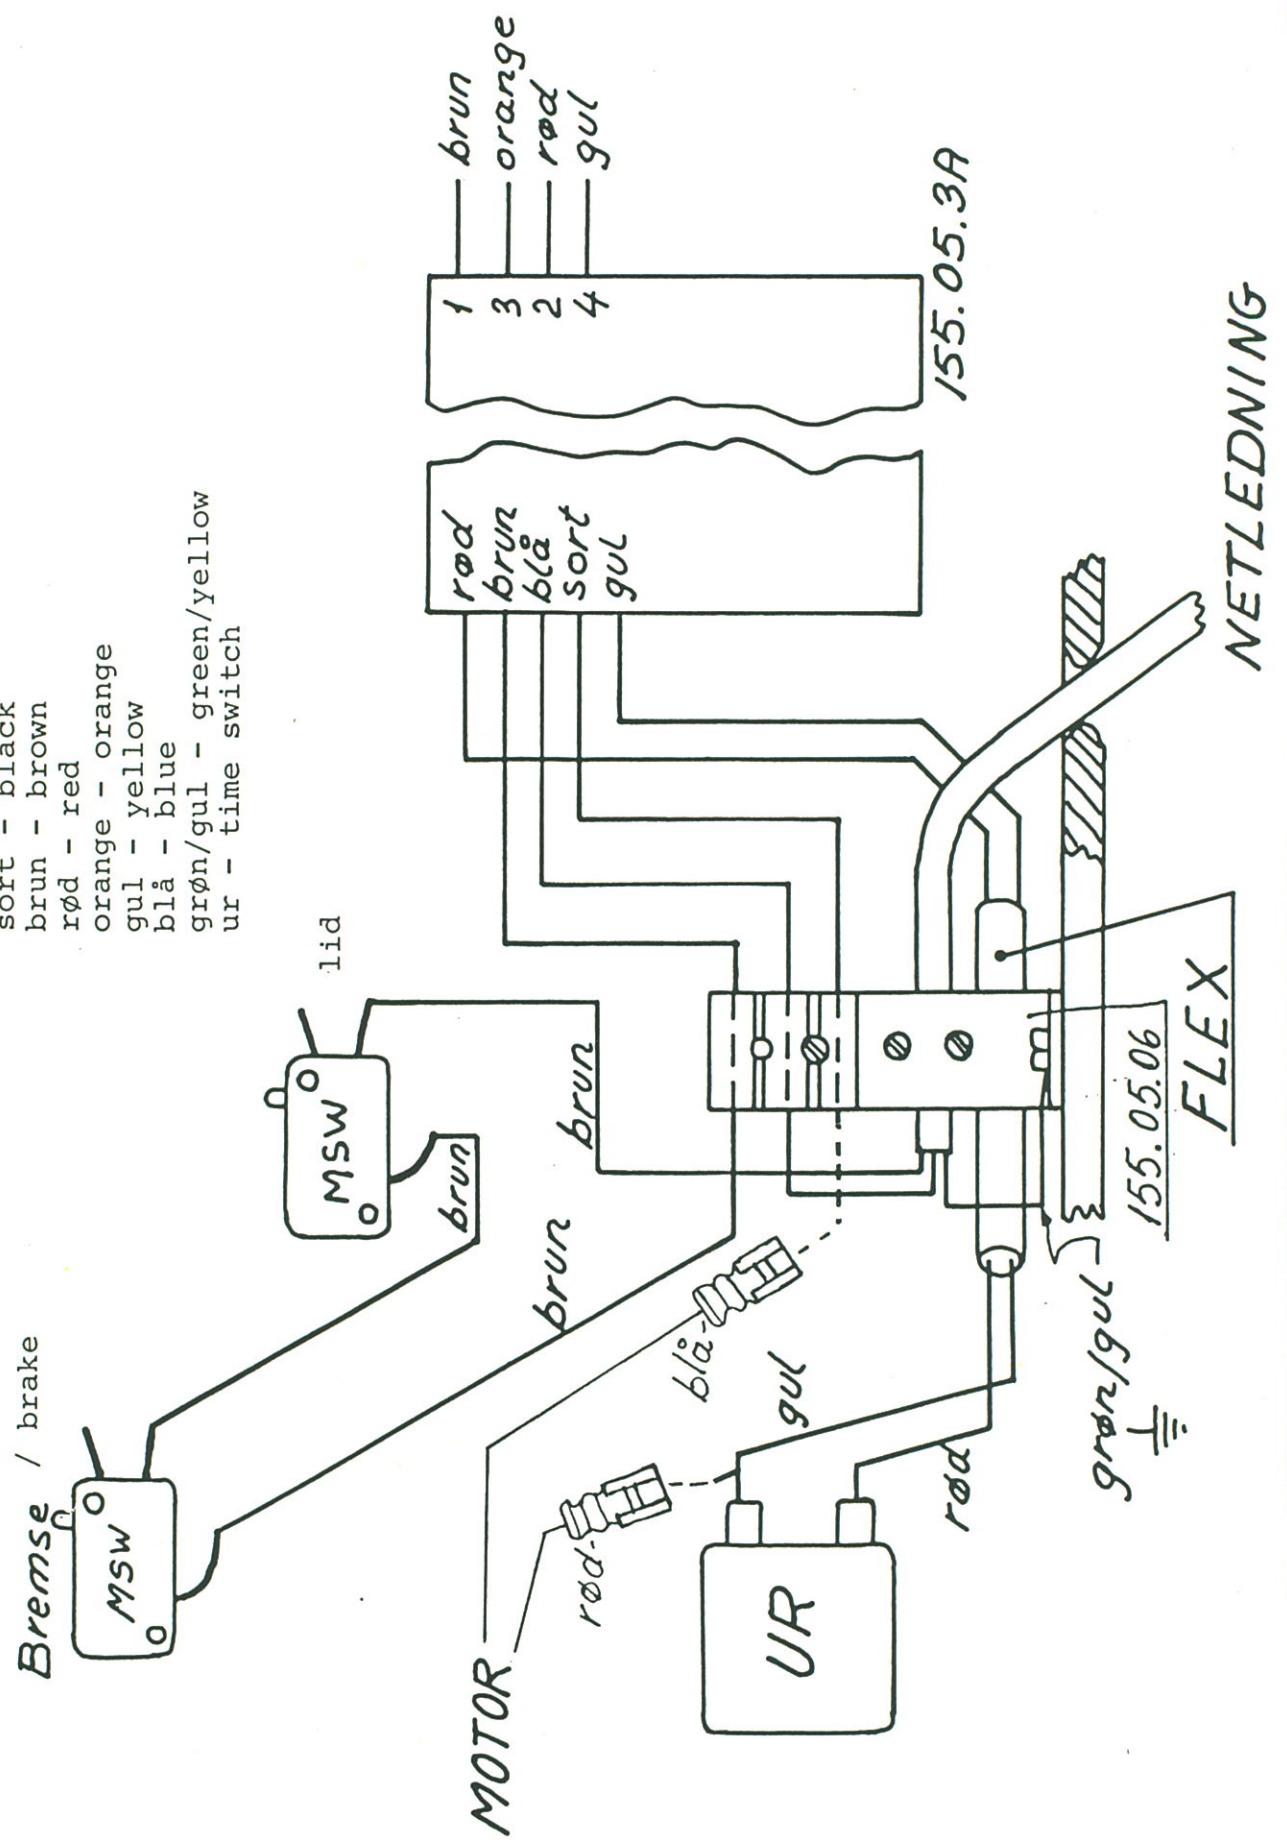 sort - black
brun - brown
rød - red
orange - orange
gul - yellow
blå - blue
grøn/gul - green/yellow
ur - time switch
Bremse / brake
MSW
lid
MSW
brun
brun
brun
rød
brun
blå
sort
gul
1 brun
3 orange
2 rød
4 gul
155.05.3A
MOTOR
rød
blå
UR
gul
rød
grøn/gul
155.05.06
FLEX
NETLEDNING